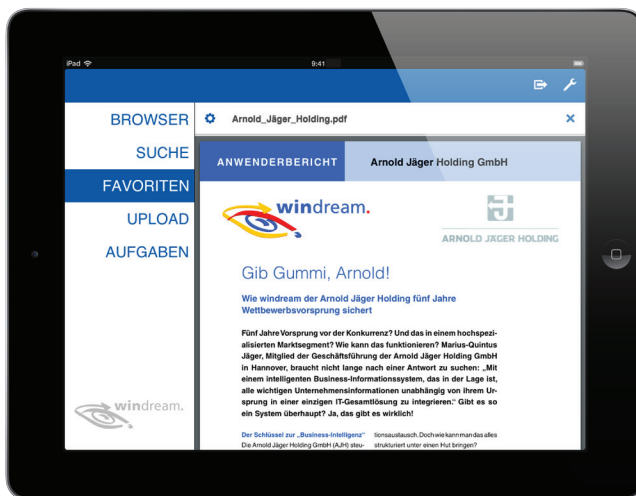 iPad
9:41
BROWSER
SUCHE
FAVORITEN
UPLOAD
AUFGABEN
windream.
Arnold_Jäger_Holding.pdf
ANWENDERBERICHT
Arnold Jäger Holding GmbH
windream.
ARNOLD JÄGER HOLDING
Gib Gummi, Arnold!
Wie windream der Arnold Jäger Holding fünf Jahre
Wettbewerbsvorsprung sichert
Fünf Jahre Vorsprung vor der Konkurrenz? Und das in einem hochspezi-
alisierten Marktsegment? Wie kann das funktionieren? Marius-Quintus
Jäger, Mitglied der Geschäftsführung der Arnold Jäger Holding GmbH
in Hannover, braucht nicht lange nach einer Antwort zu suchen: „Mit
einem intelligenten Business-Informationssystem, das in der Lage ist,
alle wichtigen Unternehmensinformationen unabhängig von ihrem Ur-
sprung in einer einzigen IT-Gesamtlösung zu integrieren.“ Gibt es so
ein System überhaupt? Ja, das gibt es wirklich!
Der Schlüssel zur „Business-Intelligenz“
Die Arnold Jäger Holding GmbH (AJH) steu-
tionsaustausch. Doch wie kann man das alles
strukturiert unter einen Hut bringen?